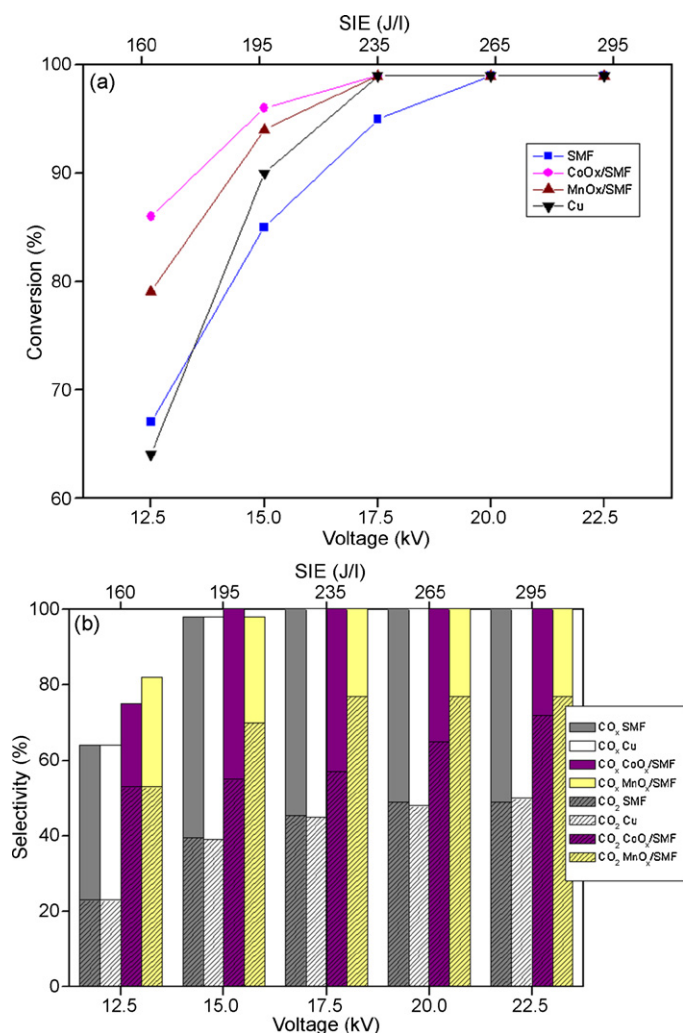 SIE (J/l)
160 195 235 265 295
(a)
100
90
80
70
60
Conversion (%)
SMF
CoOx/SMF
MnOx/SMF
Cu
12.5 15.0 17.5 20.0 22.5
Voltage (kV)
SIE (J/l)
160 195 235 265 295
(b)
100
80
60
40
20
0
Selectivity (%)
COx SMF
COx Cu
COx CoOx/SMF
COx MnOx/SMF
CO2 SMF
CO2 Cu
CO2 CoOx/SMF
CO2 MnOx/SMF
12.5 15.0 17.5 20.0 22.5
Voltage (kV)